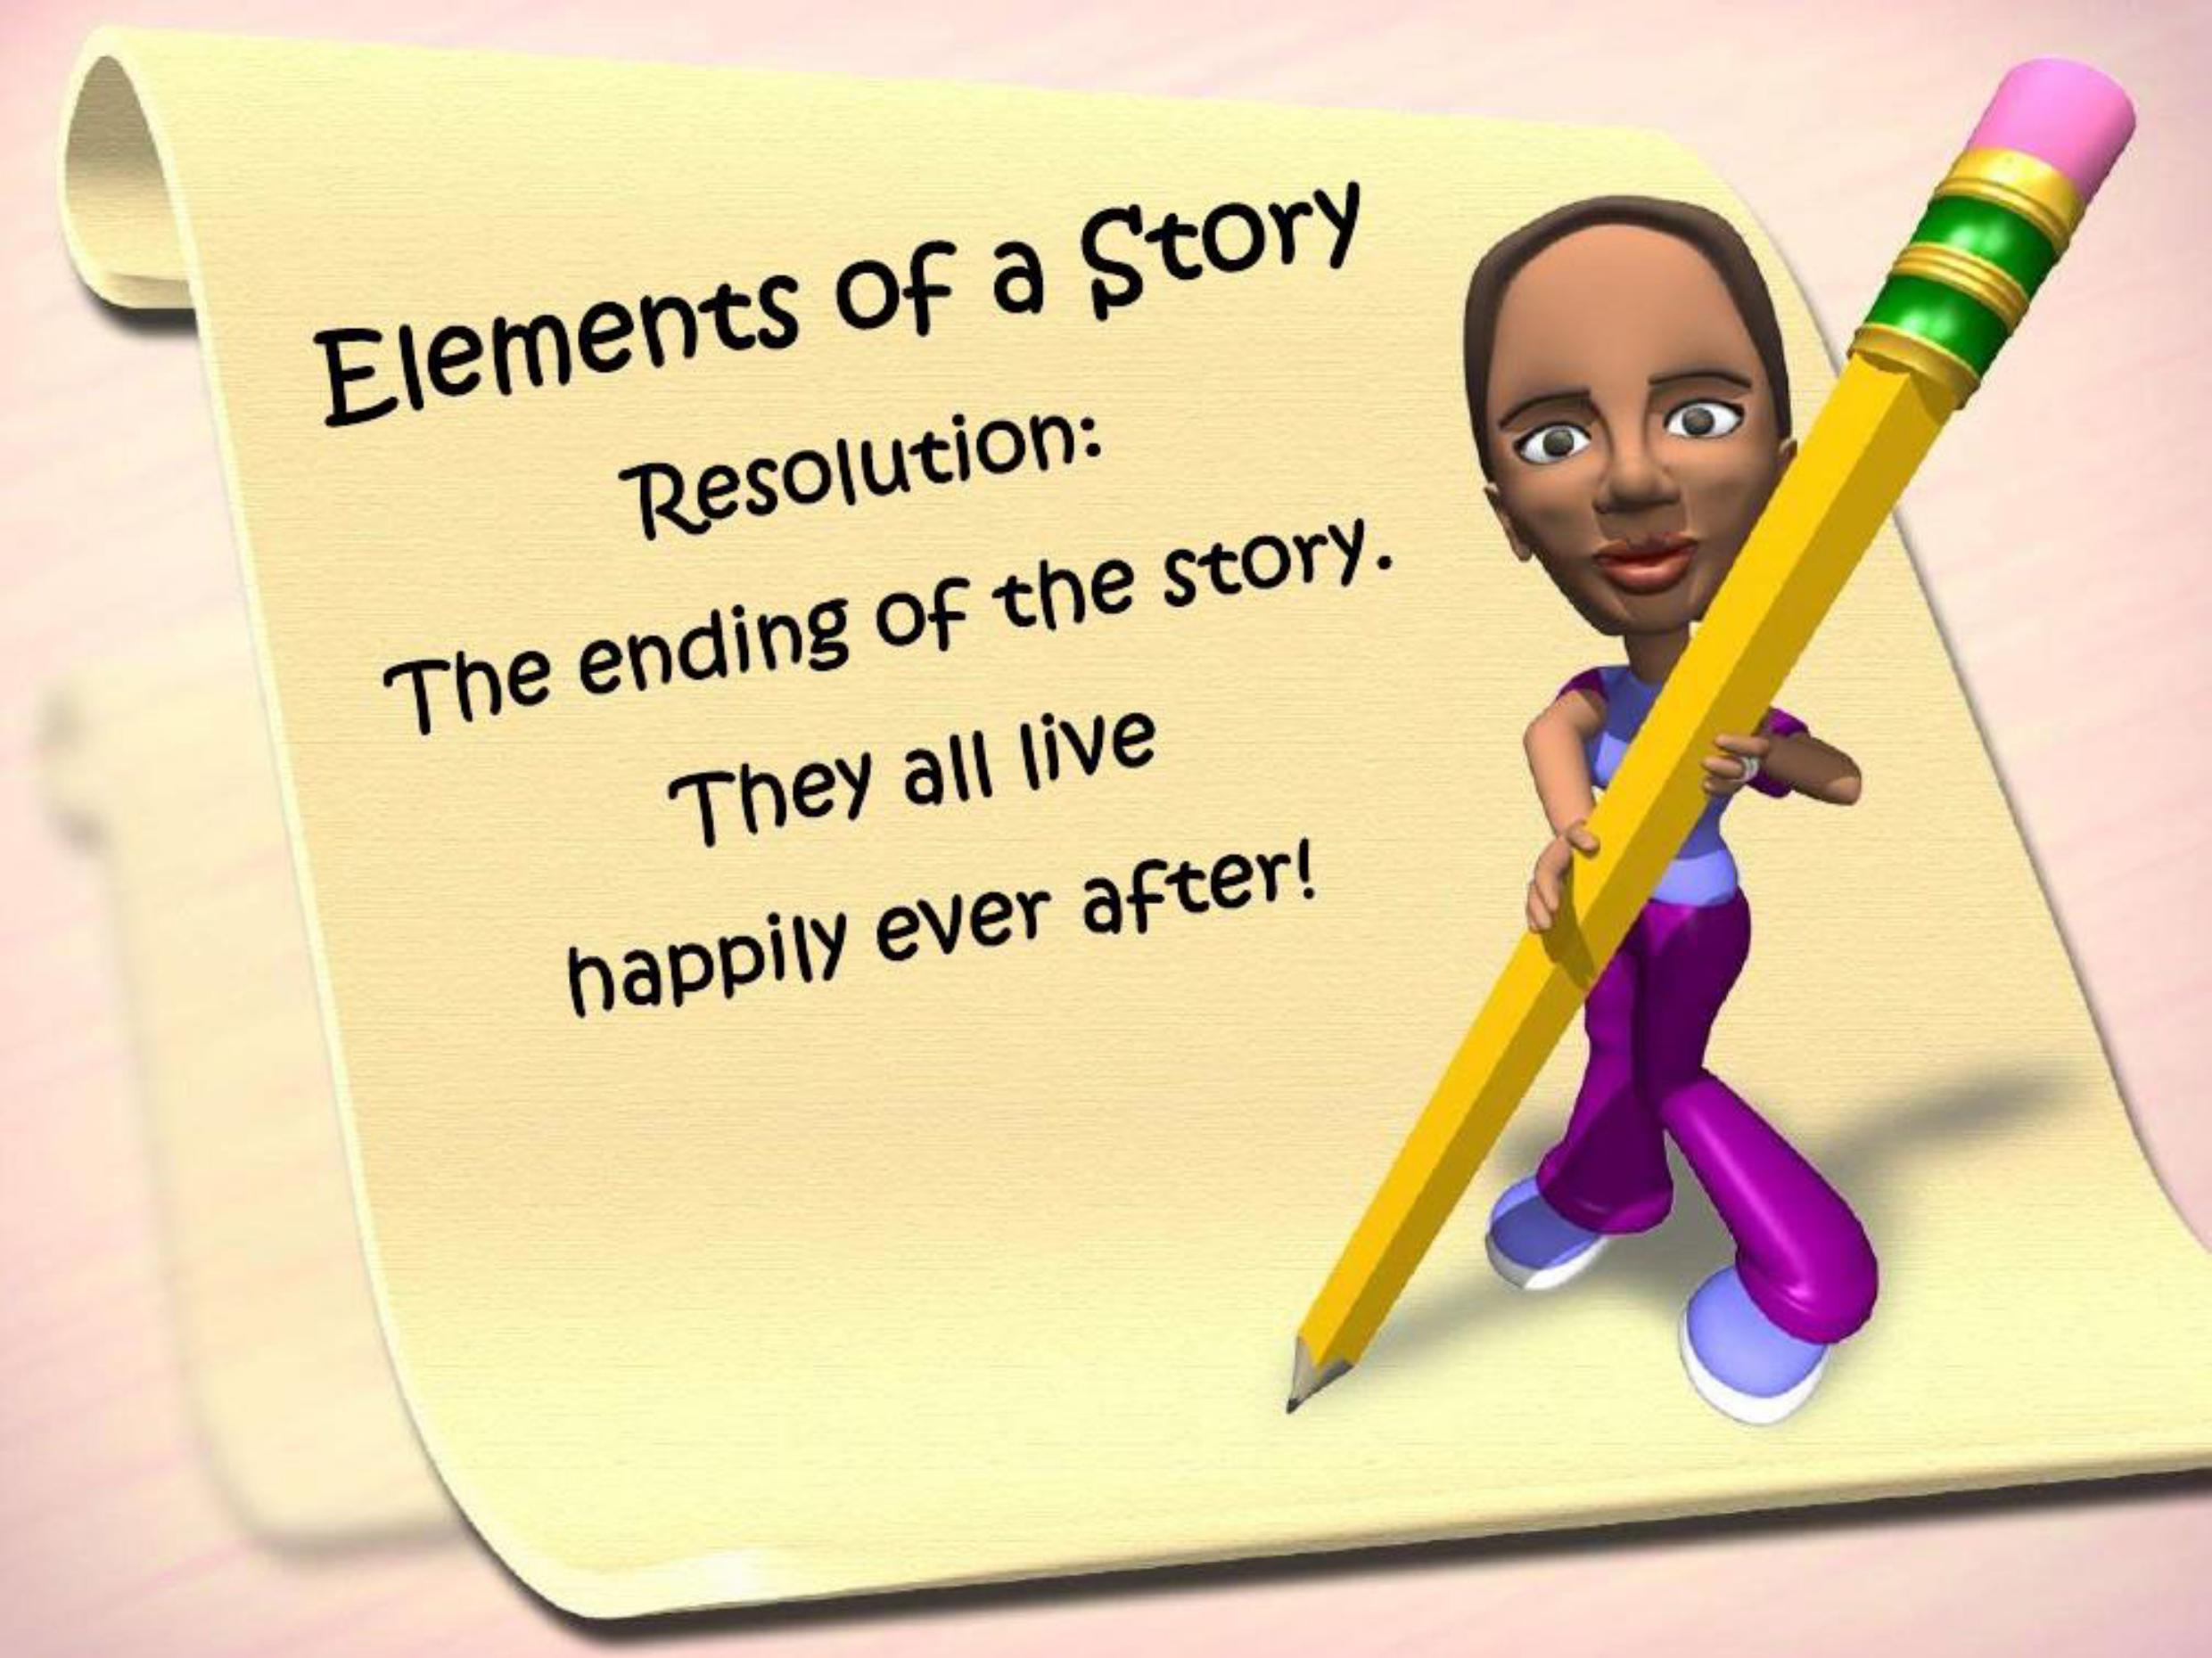 Elements of a Story
Resolution:
The ending of the story.
They all live
happily ever after!